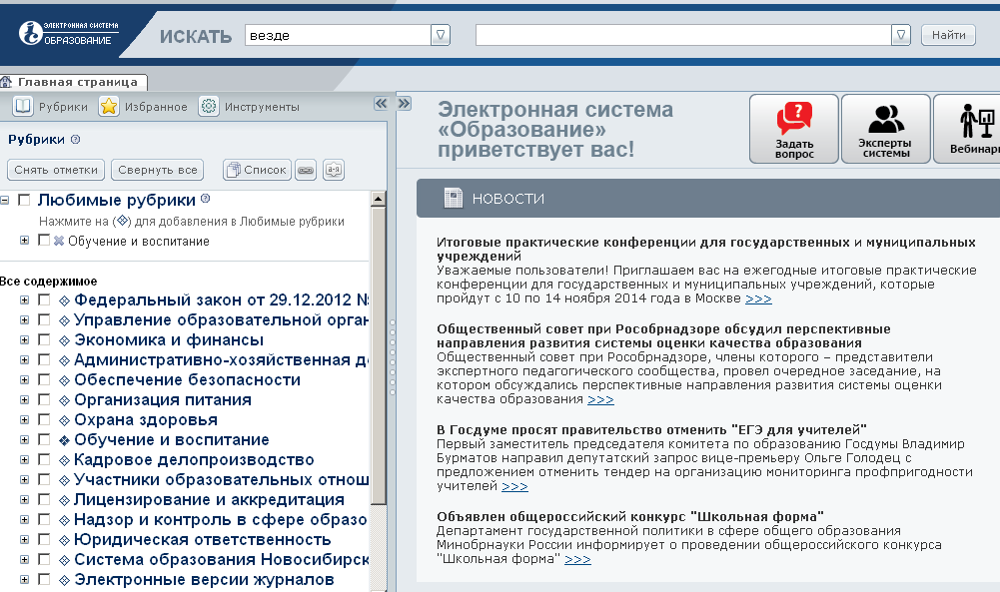 ЭЛЕКТРОННАЯ СИСТЕМА
ОБРАЗОВАНИЕ
ИСКАТЬ
везде
Найти
Главная страница
Рубрики
Избранное
Инструменты
Рубрики
Снять отметки
Свернуть все
Список
а-я
Любимые рубрики
Нажмите на ( ) для добавления в Любимые рубрики
Обучение и воспитание
Все содержимое
Федеральный закон от 29.12.2012 №
Управление образовательной орган
Экономика и финансы
Административно-хозяйственная де
Обеспечение безопасности
Организация питания
Охрана здоровья
Обучение и воспитание
Кадровое делопроизводство
Участники образовательных отнош
Лицензирование и аккредитация
Надзор и контроль в сфере образо
Юридическая ответственность
Система образования Новосибирск
Электронные версии журналов
Электронная система
«Образование»
приветствует вас!
Задать
вопрос
Эксперты
системы
Вебинар
НОВОСТИ
Итоговые практические конференции для государственных и муниципальных
учреждений
Уважаемые пользователи! Приглашаем вас на ежегодные итоговые практические
конференции для государственных и муниципальных учреждений, которые
пройдут с 10 по 14 ноября 2014 года в Москве >>>
Общественный совет при Рособрнадзоре обсудил перспективные
направления развития системы оценки качества образования
Общественный совет при Рособрнадзоре, члены которого – представители
экспертного педагогического сообщества, провел очередное заседание, на
котором обсуждались перспективные направления развития системы оценки
качества образования >>>
В Госдуме просят правительство отменить "ЕГЭ для учителей"
Первый заместитель председателя комитета по образованию Госдумы Владимир
Бурматов направил депутатский запрос вице-премьеру Ольге Голодец с
предложением отменить тендер на организацию мониторинга профпригодности
учителей >>>
Объявлен общероссийский конкурс "Школьная форма"
Департамент государственной политики в сфере общего образования
Минобрнауки России информирует о проведении общероссийского конкурса
"Школьная форма" >>>